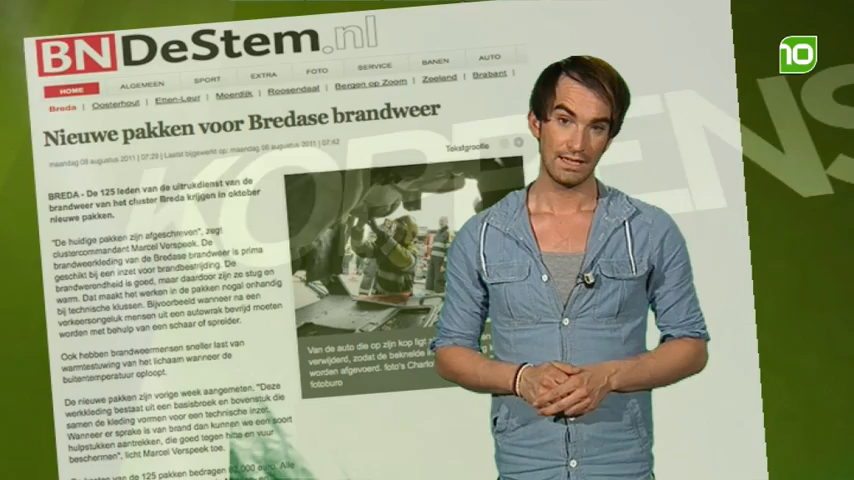 BNDeStem.nl
10
HOME ALGEMEEN SPORT EXTRA FOTO SERVICE BANEN AUTO
Breda | Oosterhout | Etten-Leur | Moerdijk | Roosendaal | Bergen op Zoom | Zeeland | Brabant |
KOPPENS
Nieuwe pakken voor Bredase brandweer
maandag 08 augustus 2011 | 07:29 | Laatst bijgewerkt op: maandag 08 augustus 2011 | 07:42
Tekstgrootte
BREDA - De 125 leden van de uitrukdienst van de
brandweer van het cluster Breda krijgen in oktober
nieuwe pakken.
"De huidige pakken zijn afgeschreven", zegt
clustercommandant Marcel Verspeek. De
brandweerkleding van de Bredase brandweer is prima
geschikt bij een inzet voor brandbestrijding. De
brandwerendheid is goed, maar daardoor zijn ze stug en
warm. Dat maakt het werken in de pakken nogal onhandig
bij technische klussen. Bijvoorbeeld wanneer na een
verkeersongeluk mensen uit een autowrak bevrijd moeten
worden met behulp van een schaar of spreider.
Ook hebben brandweermensen sneller last van
warmtestuwing van het lichaam wanneer de
buitentemperatuur oploopt.
De nieuwe pakken zijn vorige week aangemeten. "Deze
werkkleding bestaat uit een basisbroek en bovenstuk die
samen de kleding vormen voor een technische inzet.
Wanneer er sprake is van brand dan kunnen we een soort
hulpstukken aantrekken, die goed tegen hitte en vuur
beschermen", licht Marcel Verspeek toe.
van de 125 pakken bedragen 000 euro. Alle
Van de auto die op zijn kop ligt
verwijderd, zodat de beknelde
worden afgevoerd. foto's
fotoburo